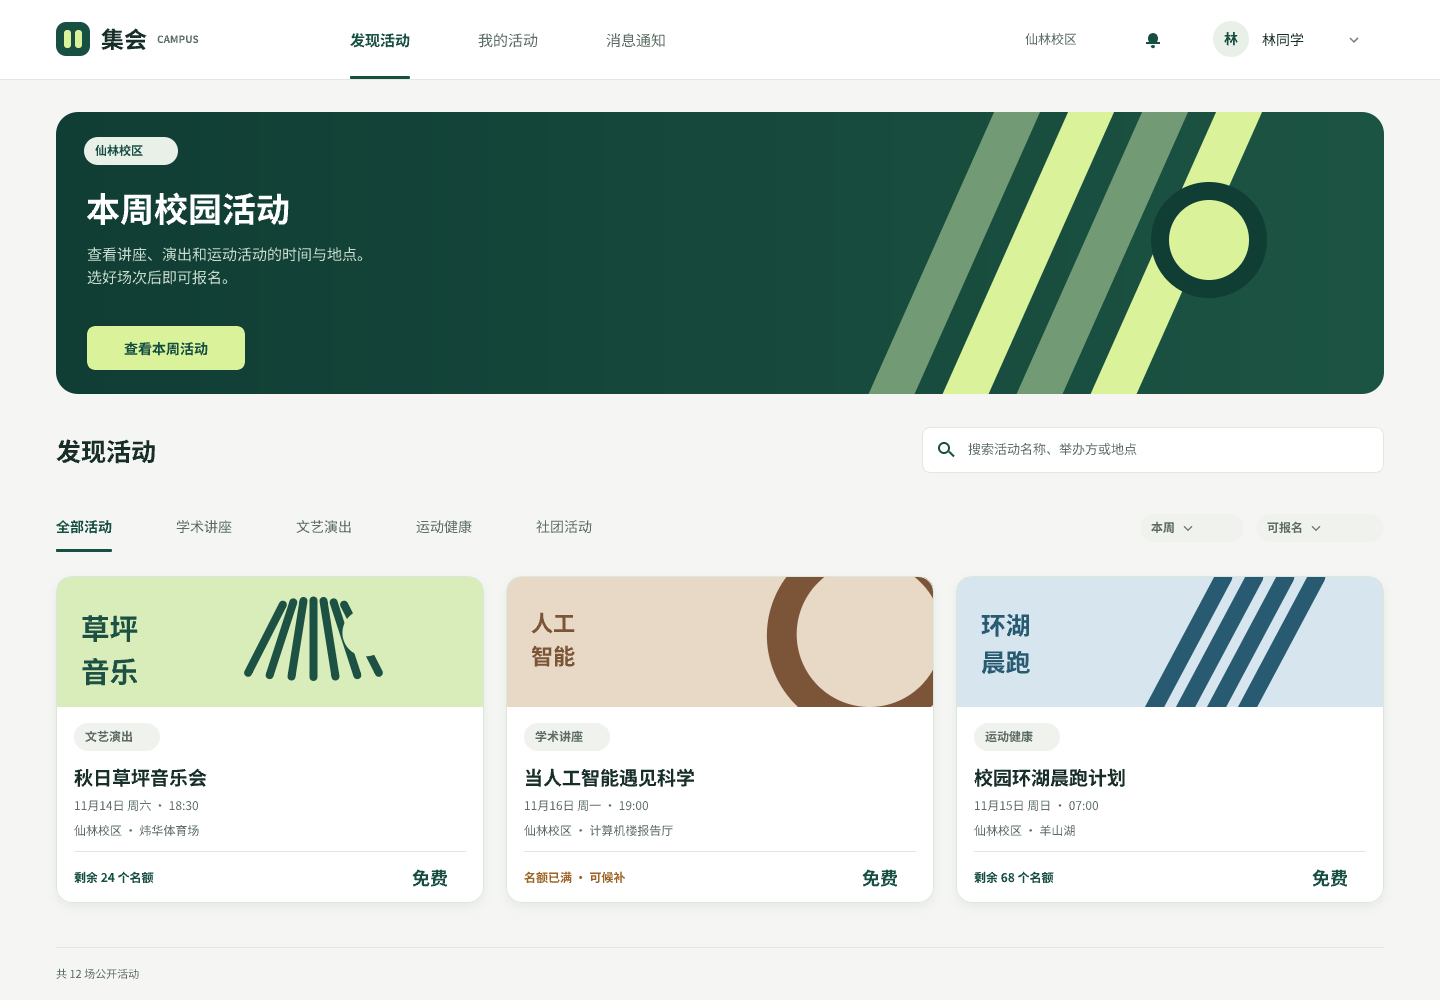 集会 CAMPUS
发现活动
我的活动
消息通知
仙林校区
林
林同学
仙林校区
本周校园活动
查看讲座、演出和运动活动的时间与地点。
选好场次后即可报名。
查看本周活动
发现活动
搜索活动名称、举办方或地点
全部活动
学术讲座
文艺演出
运动健康
社团活动
本周
可报名
草坪
音乐
文艺演出
秋日草坪音乐会
11月14日 周六 · 18:30
仙林校区 · 炜华体育场
剩余 24 个名额
免费
人工
智能
学术讲座
当人工智能遇见科学
11月16日 周一 · 19:00
仙林校区 · 计算机楼报告厅
名额已满 · 可候补
免费
环湖
晨跑
运动健康
校园环湖晨跑计划
11月15日 周日 · 07:00
仙林校区 · 羊山湖
剩余 68 个名额
免费
共 12 场公开活动